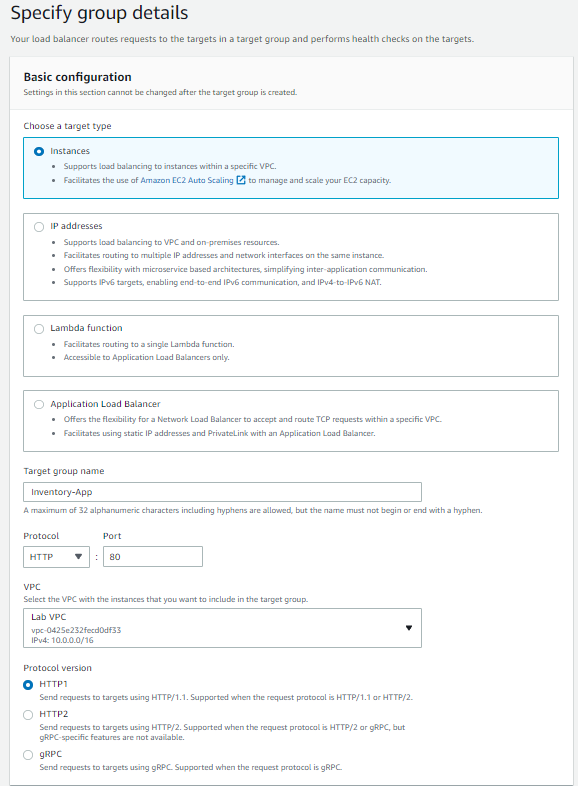 Specify group details
Your load balancer routes requests to the targets in a target group and performs health checks on the targets.
Basic configuration
Settings in this section cannot be changed after the target group is created.
Choose a target type
Instances
• Supports load balancing to instances within a specific VPC.
• Facilitates the use of Amazon EC2 Auto Scaling to manage and scale your EC2 capacity.
IP addresses
• Supports load balancing to VPC and on-premises resources.
• Facilitates routing to multiple IP addresses and network interfaces on the same instance.
• Offers flexibility with microservice based architectures, simplifying inter-application communication.
• Supports IPv6 targets, enabling end-to-end IPv6 communication, and IPv4-to-IPv6 NAT.
Lambda function
• Facilitates routing to a single Lambda function.
• Accessible to Application Load Balancers only.
Application Load Balancer
• Offers the flexibility for a Network Load Balancer to accept and route TCP requests within a specific VPC.
• Facilitates using static IP addresses and PrivateLink with an Application Load Balancer.
Target group name
Inventory-App
A maximum of 32 alphanumeric characters including hyphens are allowed, but the name must not begin or end with a hyphen.
Protocol Port
HTTP : 80
VPC
Select the VPC with the instances that you want to include in the target group.
Lab VPC
vpc-0425e232fecd0df33
IPv4: 10.0.0.0/16
Protocol version
HTTP1
Send requests to targets using HTTP/1.1. Supported when the request protocol is HTTP/1.1 or HTTP/2.
HTTP2
Send requests to targets using HTTP/2. Supported when the request protocol is HTTP/2 or gRPC, but
gRPC-specific features are not available.
gRPC
Send requests to targets using gRPC. Supported when the request protocol is gRPC.